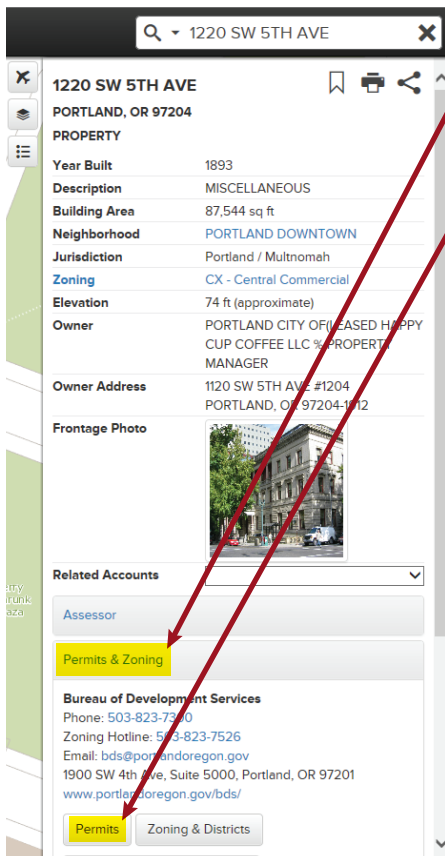 1220 SW 5TH AVE
1220 SW 5TH AVE
PORTLAND, OR 97204
PROPERTY
Year Built 1893
Description MISCELLANEOUS
Building Area 87,544 sq ft
Neighborhood PORTLAND DOWNTOWN
Jurisdiction Portland / Multnomah
Zoning CX - Central Commercial
Elevation 74 ft (approximate)
Owner PORTLAND CITY OF(LEASED HAPPY
CUP COFFEE LLC % PROPERTY
MANAGER
Owner Address 1120 SW 5TH AVE #1204
PORTLAND, OR 97204-1912
Frontage Photo
Related Accounts
Assessor
Permits & Zoning
Bureau of Development Services
Phone: 503-823-7300
Zoning Hotline: 503-823-7526
Email: bds@portlandoregon.gov
1900 SW 4th Ave, Suite 5000, Portland, OR 97201
www.portlandoregon.gov/bds/
Permits Zoning & Districts